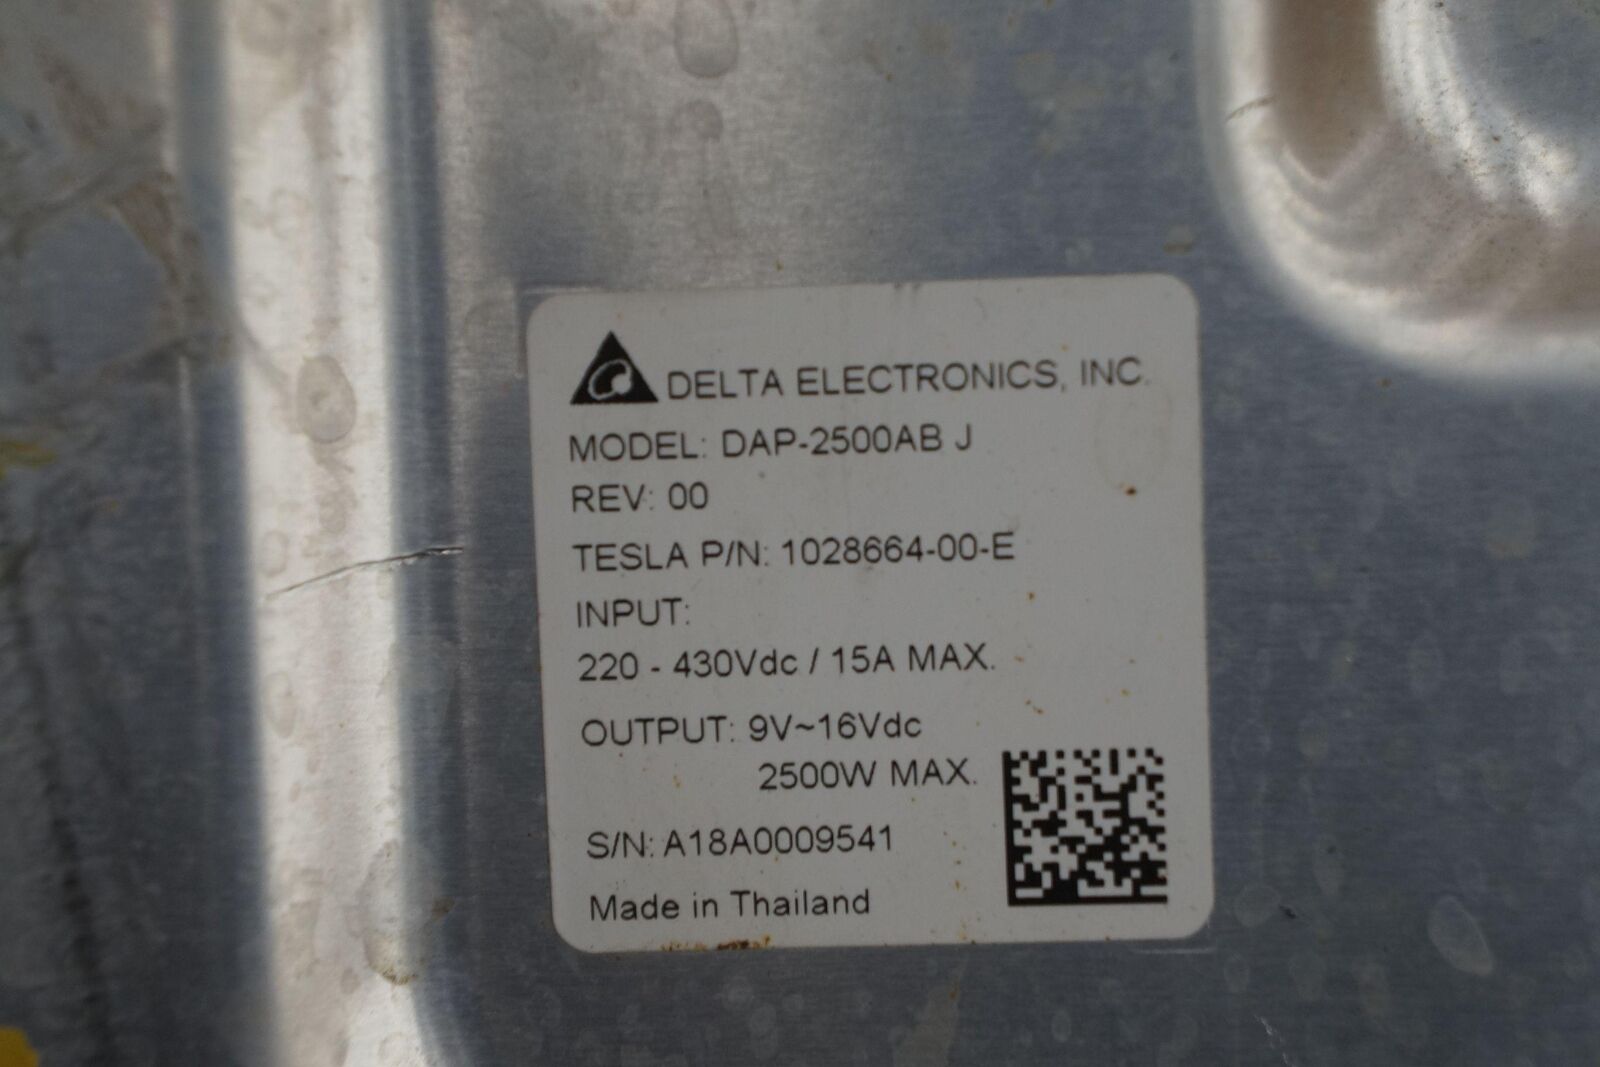 DELTA ELECTRONICS, INC.
MODEL: DAP-2500AB J
REV: 00
TESLA P/N: 1028664-00-E
INPUT:
220 - 430Vdc / 15A MAX.
OUTPUT: 9V~16Vdc
2500W MAX.
S/N: A18A0009541
Made in Thailand